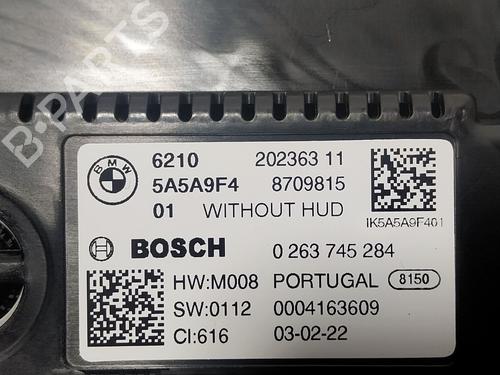 B-PARTS
BMW
6210 202363 11
5A5A9F4 8709815
01 WITHOUT HUD
IK5A5A9F401
BOSCH 0 263 745 284
HW:M008 PORTUGAL 8150
SW:0112 0004163609
CI:616 03-02-22